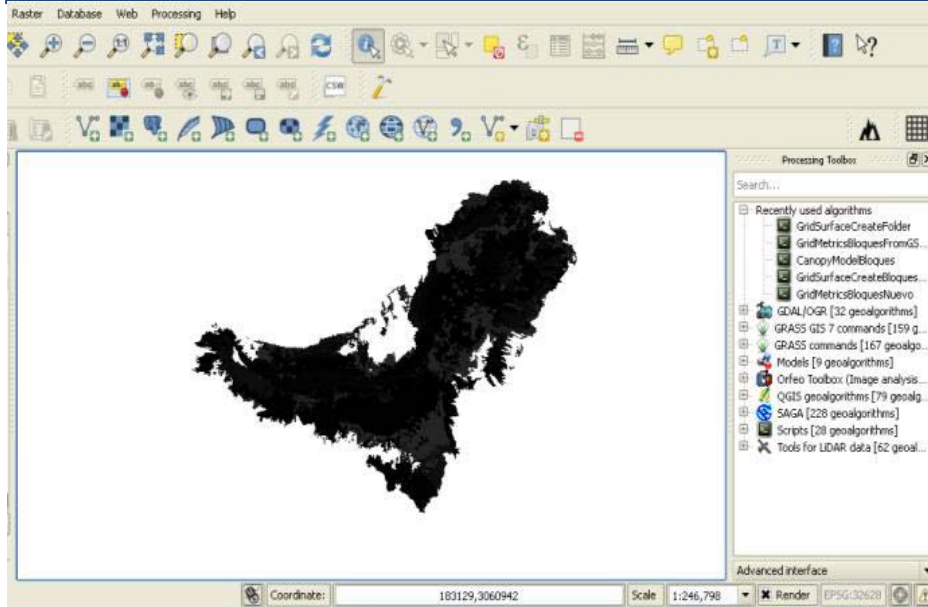 Raster Database Web Processing Help
CSW
Processing Toolbox
Search...
Recently used algorithms
GridSurfaceCreateFolder
GridMetricsBloquesFromGS...
CanopyModelBloques
GridSurfaceCreateBloques...
GridMetricsBloquesNuevo
GDAL/OGR [32 geoalgorithms]
GRASS GIS 7 commands [159 g...
GRASS commands [167 geoalgo...
Models [9 geoalgorithms]
Orfeo Toolbox (Image analysis...
QGIS geoalgorithms [79 geoalg...
SAGA [228 geoalgorithms]
Scripts [28 geoalgorithms]
Tools for LiDAR data [62 geoal...
Advanced interface
Coordinate: 183129,3060942 Scale 1:246,798 Render EPSG:32628